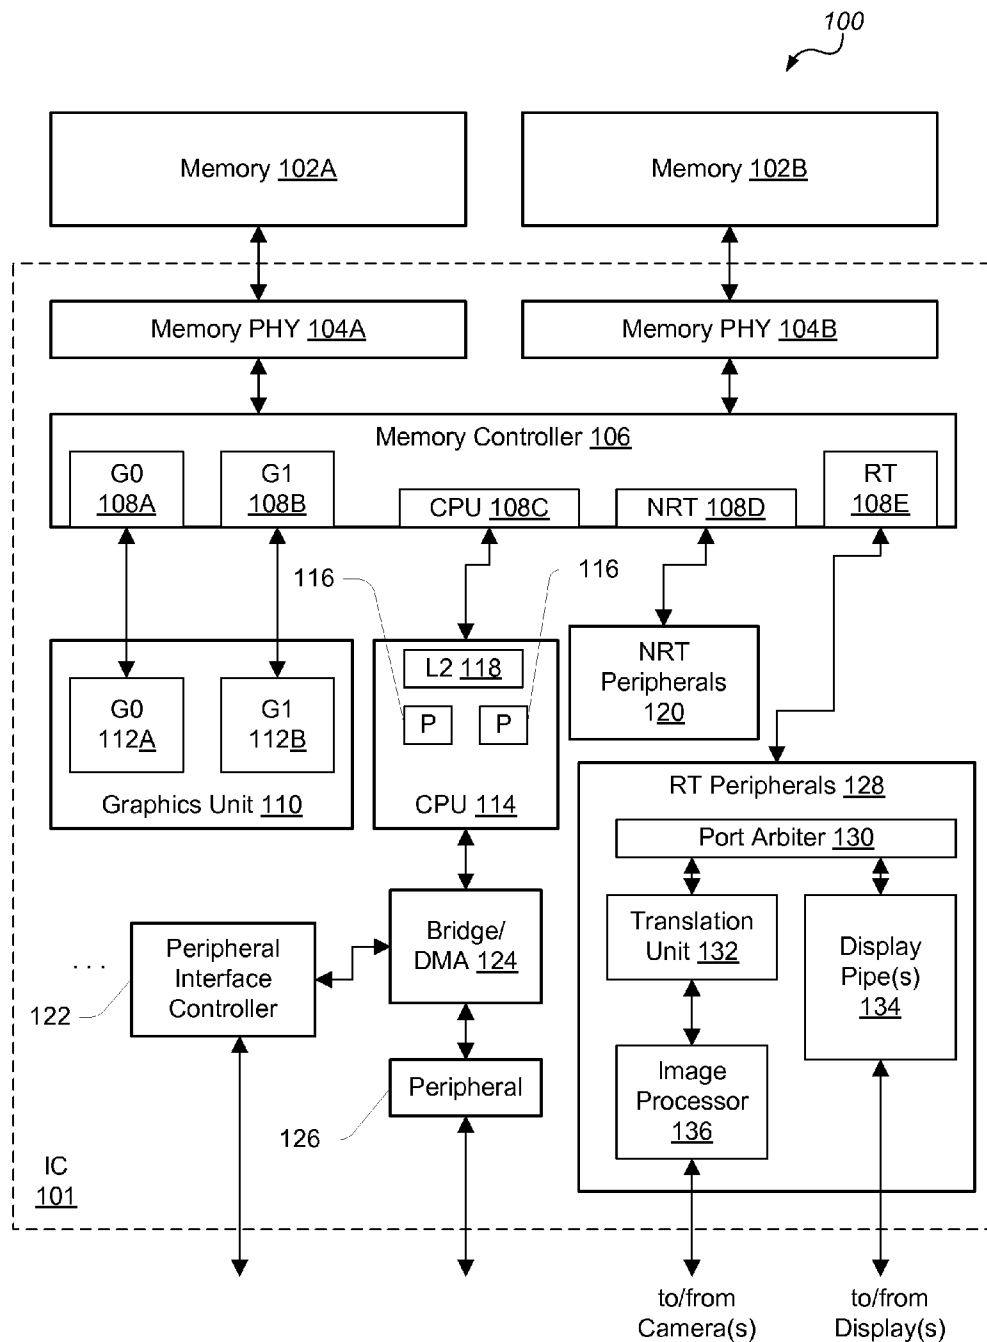 100
Memory 102A
Memory 102B
Memory PHY 104A
Memory PHY 104B
Memory Controller 106
G0
108A
G1
108B
CPU 108C
NRT 108D
RT
108E
116
116
L2 118
P
P
CPU 114
G0
112A
G1
112B
Graphics Unit 110
NRT
Peripherals
120
RT Peripherals 128
Port Arbiter 130
Translation
Unit 132
Display
Pipe(s)
134
Image
Processor
136
Bridge/
DMA 124
. . .
Peripheral
Interface
Controller
122
Peripheral
126
IC
101
to/from
Camera(s)
to/from
Display(s)